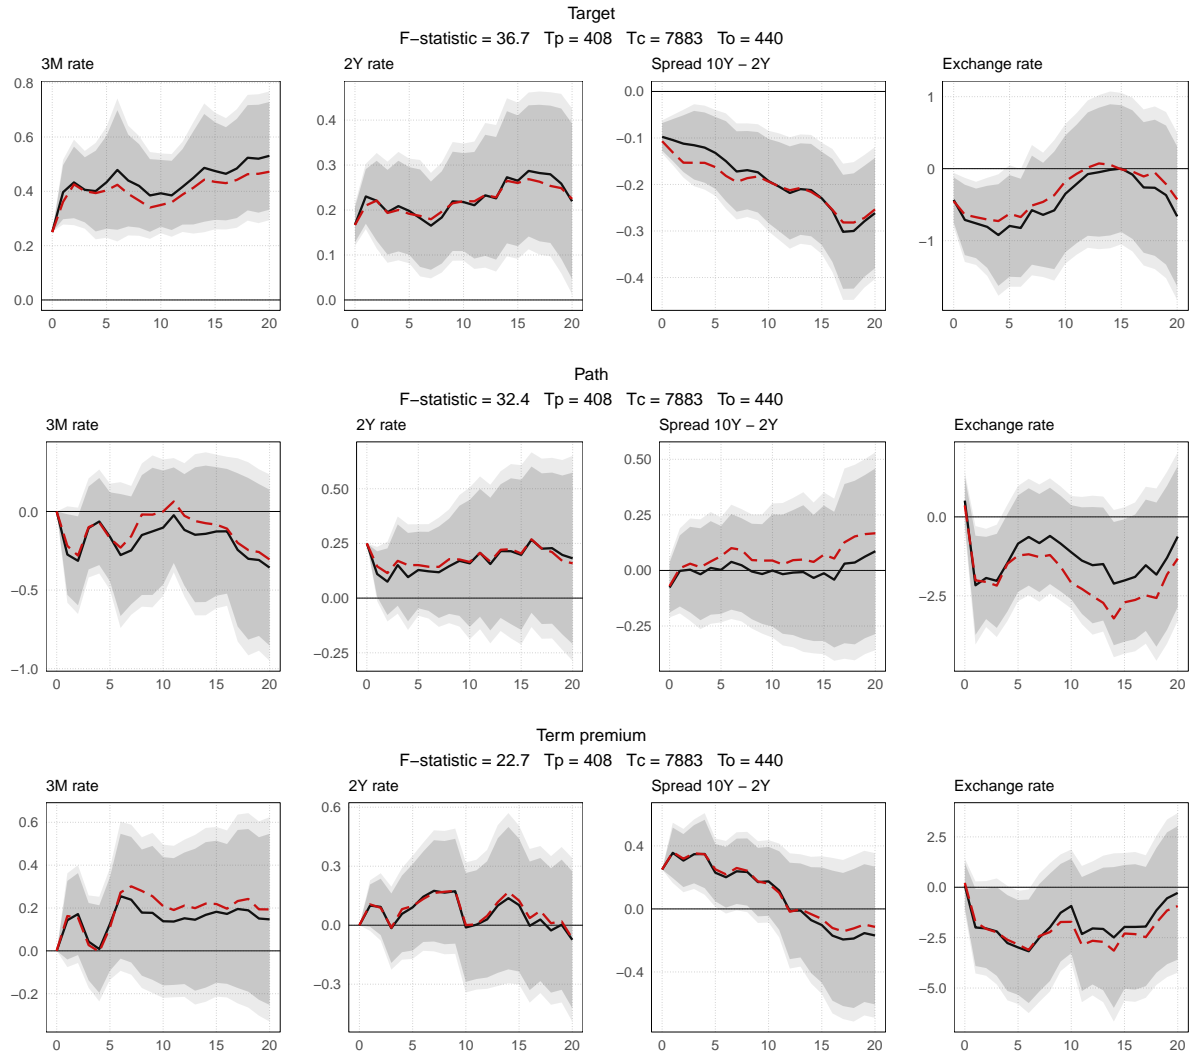 Target
F−statistic = 36.7 Tp = 408 Tc = 7883 To = 440
3M rate 2Y rate Spread 10Y − 2Y Exchange rate
0.8 0.6 0.4 0.2 0.0
0.4 0.3 0.2 0.1 0.0
0.0 −0.1 −0.2 −0.3 −0.4
1 0 −1
0 5 10 15 20 0 5 10 15 20 0 5 10 15 20 0 5 10 15 20
Path
F−statistic = 32.4 Tp = 408 Tc = 7883 To = 440
3M rate 2Y rate Spread 10Y − 2Y Exchange rate
0.0 −0.5 −1.0
0.50 0.25 0.00 −0.25
0.50 0.25 0.00 −0.25
0.0 −2.5
0 5 10 15 20 0 5 10 15 20 0 5 10 15 20 0 5 10 15 20
Term premium
F−statistic = 22.7 Tp = 408 Tc = 7883 To = 440
3M rate 2Y rate Spread 10Y − 2Y Exchange rate
0.6 0.4 0.2 0.0 −0.2
0.6 0.3 0.0 −0.3
0.4 0.0 −0.4
2.5 0.0 −2.5 −5.0
0 5 10 15 20 0 5 10 15 20 0 5 10 15 20 0 5 10 15 20